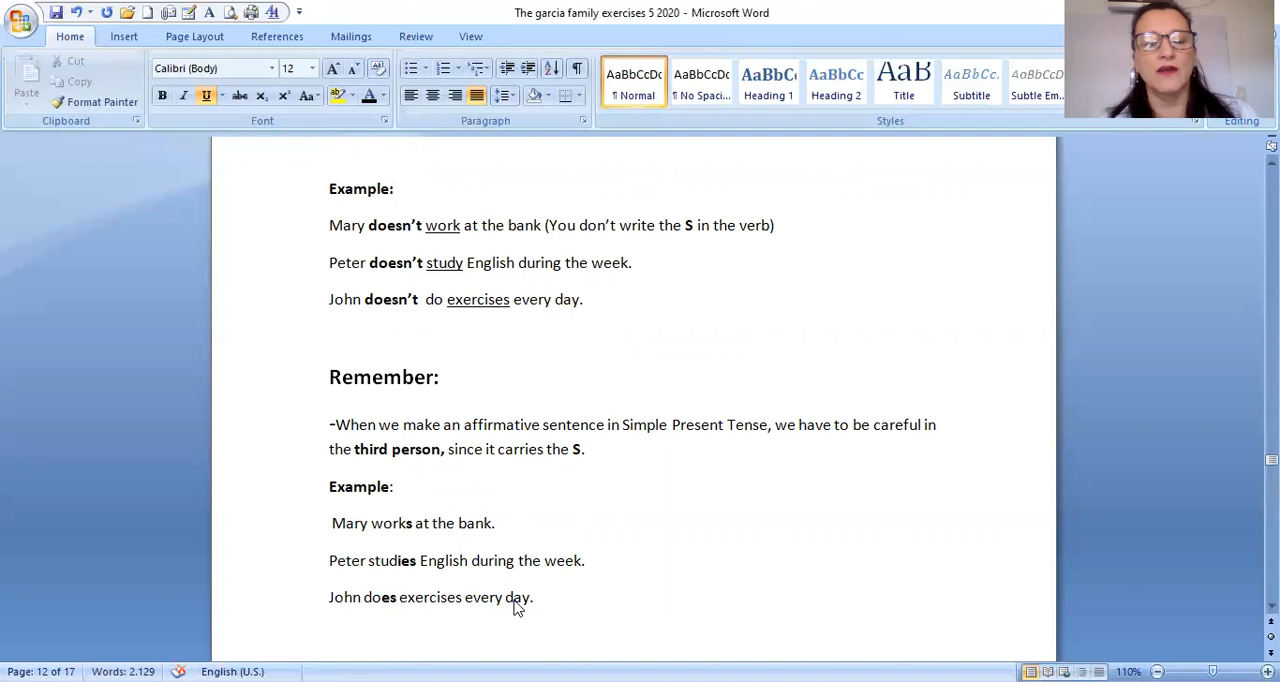 The garcia family exercises 5 2020 - Microsoft Word
Home Insert Page Layout References Mailings Review View
Paste
Cut
Copy
Format Painter
Calibri (Body) 12
AaBbCcDc AaBbCcDc AaBbC AaBbCc AaB AaBbCc. AaBbCcDc
¶ Normal ¶ No Spaci... Heading 1 Heading 2 Title Subtitle Subtle Em...
Clipboard Font Paragraph Styles Editing
Example:
Mary doesn’t work at the bank (You don’t write the S in the verb)
Peter doesn’t study English during the week.
John doesn’t do exercises every day.
Remember:
-When we make an affirmative sentence in Simple Present Tense, we have to be careful in
the third person, since it carries the S.
Example:
Mary works at the bank.
Peter studies English during the week.
John does exercises every day.
Page: 12 of 17 Words: 2.129 English (U.S.) 110%